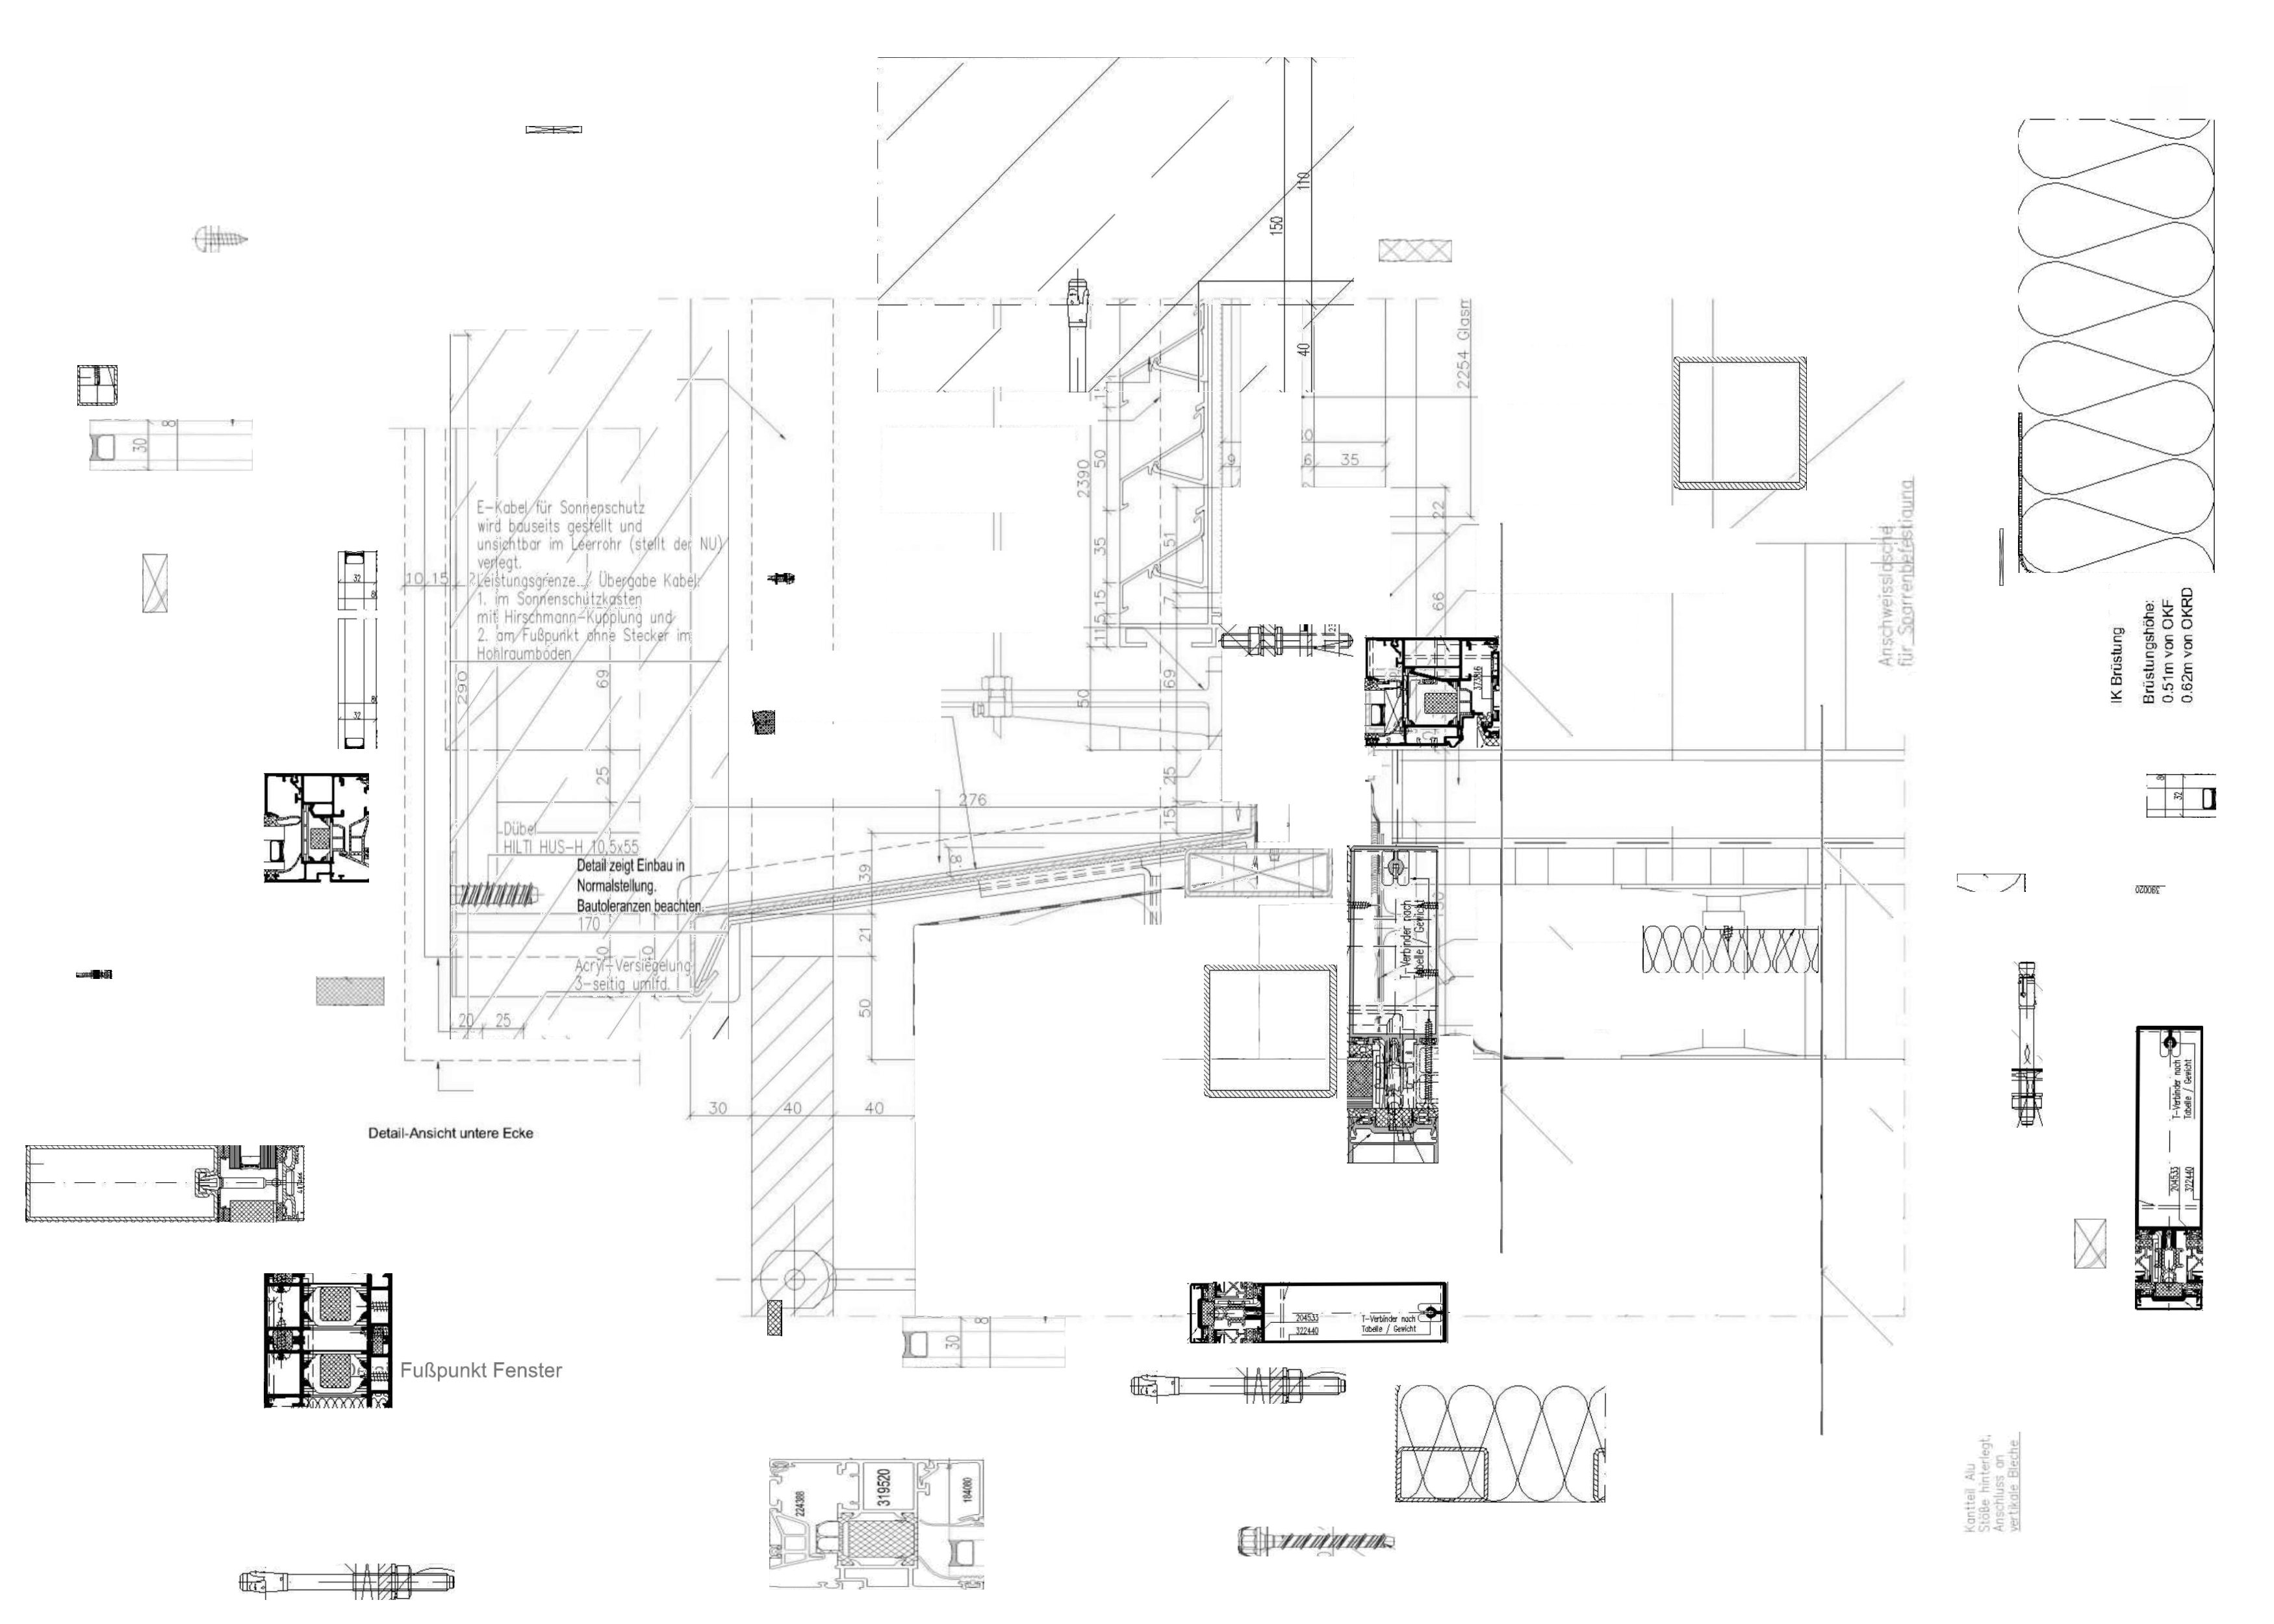 110
150
40
2254 Glasm
30
8
2390
50
35
15
11.5
50
51
7
69
25
15
0
9
6
35
22
66
E-Kabel für Sonnenschutz
wird bauseits gestellt und
unsichtbar im Leerrohr (stellt der NU)
verlegt.
Leistungsgrenze / Übergabe Kabel:
1. im Sonnenschutzkasten
mit Hirschmann-Kupplung und
2. am Fußpunkt ohne Stecker im
Hohlraumboden
10
15
290
69
25
Dübel
HILTI HUS-H 10,5x55
Detail zeigt Einbau in
Normalstellung.
Bautoleranzen beachten.
170
Acryl-Versiegelung
3-seitig umlfd.
20
25
276
8
39
21
50
30
40
40
32
32
Anschweisslasche
für Sparrenbefestigung
IK Brüstung
Brüstungshöhe:
0.51m von OKF
0.62m von OKRD
373816
32
390020
T-Verbinder nach
Tabelle / Gewicht
T-Verbinder nach
Tabelle / Gewicht
204533
322440
Detail-Ansicht untere Ecke
204533
322440
T-Verbinder nach
Tabelle / Gewicht
30
8
Fußpunkt Fenster
224388
319520
184080
Kantteil Alu
Stöße hinterlegt,
Anschluss an
vertikale Bleche